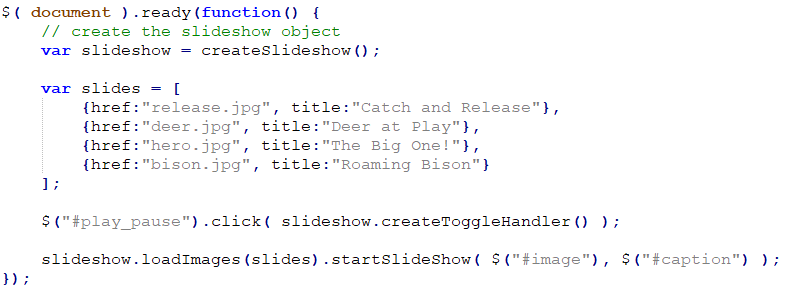 $( document ).ready(function() {
    // create the slideshow object
    var slideshow = createSlideshow();

    var slides = [
        {href:"release.jpg", title:"Catch and Release"},
        {href:"deer.jpg", title:"Deer at Play"},
        {href:"hero.jpg", title:"The Big One!"},
        {href:"bison.jpg", title:"Roaming Bison"}
    ];

    $("#play_pause").click( slideshow.createToggleHandler() );

    slideshow.loadImages(slides).startSlideShow( $("#image"), $("#caption") );
});